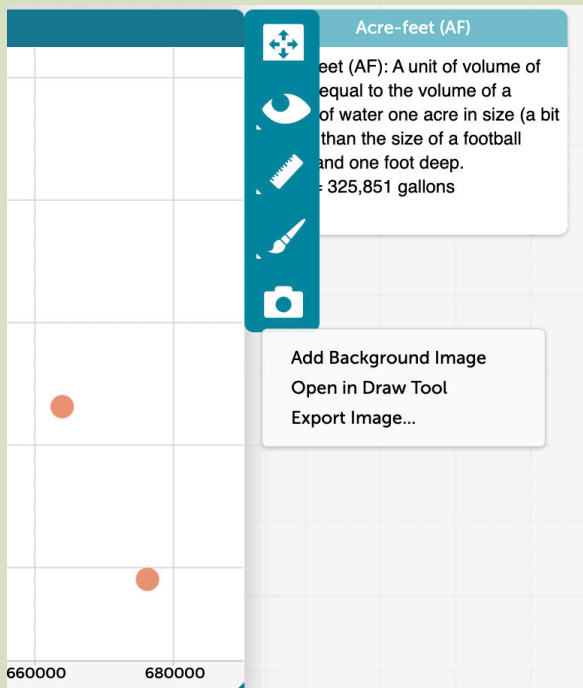 Acre-feet (AF)
eet (AF): A unit of volume of
equal to the volume of a
of water one acre in size (a bit
than the size of a football
and one foot deep.
= 325,851 gallons
Add Background Image
Open in Draw Tool
Export Image...
660000 680000